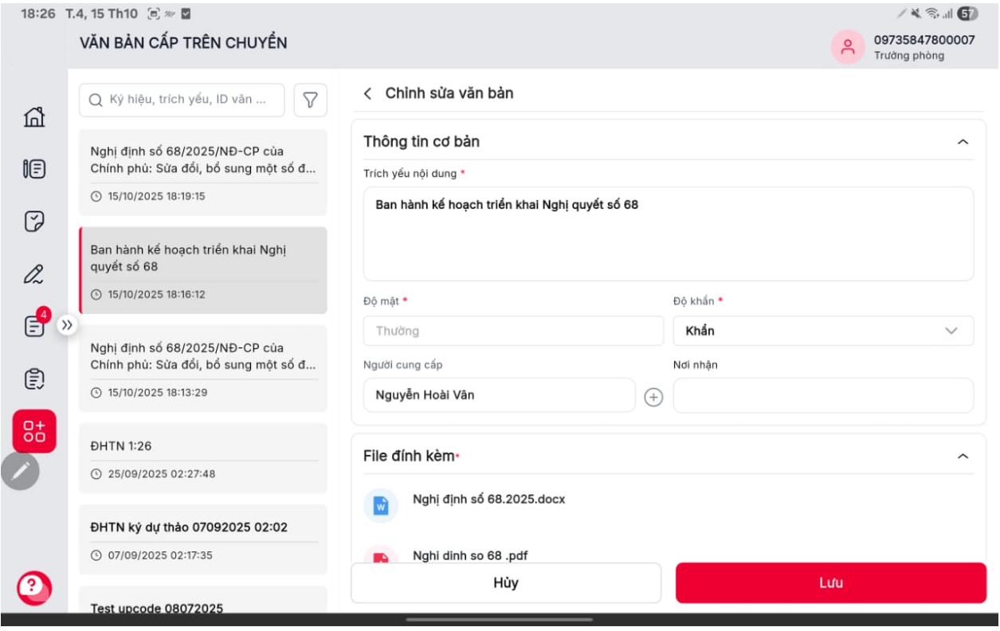 18:26 T.4, 15 Th10
57
VĂN BẢN CẤP TRÊN CHUYỂN
09735847800007
Trưởng phòng
Ký hiệu, trích yếu, ID văn ...
Nghị định số 68/2025/NĐ-CP của
Chính phủ: Sửa đổi, bổ sung một số đ...
15/10/2025 18:19:15
Ban hành kế hoạch triển khai Nghị
quyết số 68
15/10/2025 18:16:12
4
Nghị định số 68/2025/NĐ-CP của
Chính phủ: Sửa đổi, bổ sung một số đ...
15/10/2025 18:13:29
ĐHTN 1:26
25/09/2025 02:27:48
ĐHTN ký dự thảo 07092025 02:02
07/09/2025 02:17:35
Test upcode 08072025
Chỉnh sửa văn bản
Thông tin cơ bản
Trích yếu nội dung *
Ban hành kế hoạch triển khai Nghị quyết số 68
Độ mật *
Độ khẩn *
Thường
Khẩn
Người cung cấp
Nơi nhận
Nguyễn Hoài Vân
File đính kèm*
W
Nghị định số 68.2025.docx
Nghi dinh so 68 .pdf
Hủy
Lưu
?